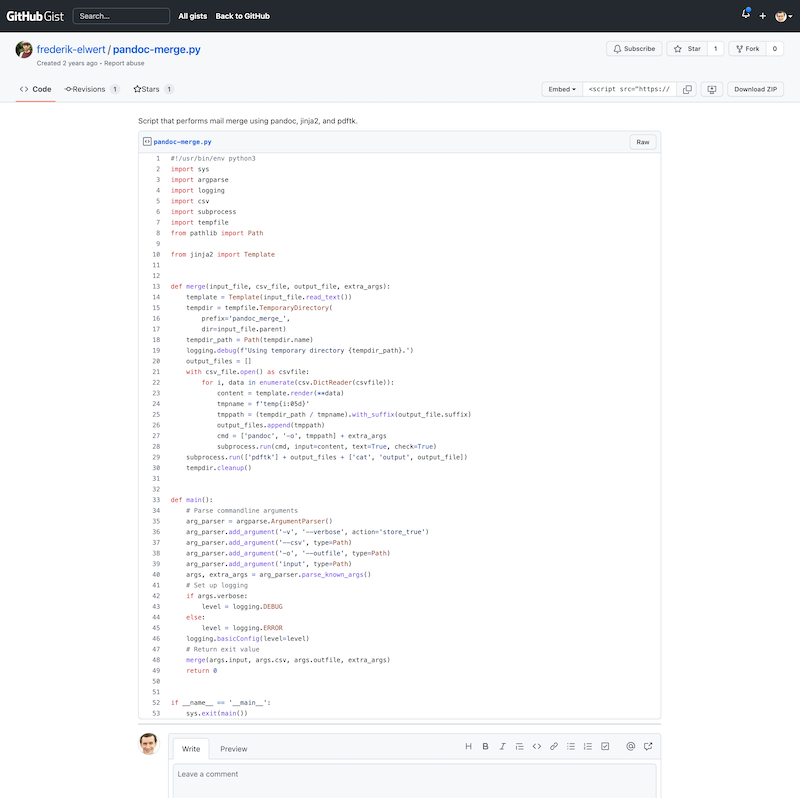 GitHub Gist Search... All gists Back to GitHub
frederik-elwert / pandoc-merge.py
Subscribe Star 1 Fork 0
Created 2 years ago • Report abuse
Code Revisions 1 Stars 1
Embed <script src="https:// Download ZIP
Script that performs mail merge using pandoc, jinja2, and pdftk.
pandoc-merge.py Raw
1 #!/usr/bin/env python3
2 import sys
3 import argparse
4 import logging
5 import csv
6 import subprocess
7 import tempfile
8 from pathlib import Path
9
10 from jinja2 import Template
11
12
13 def merge(input_file, csv_file, output_file, extra_args):
14 template = Template(input_file.read_text())
15 tempdir = tempfile.TemporaryDirectory(
16 prefix='pandoc_merge_',
17 dir=input_file.parent)
18 tempdir_path = Path(tempdir.name)
19 logging.debug(f'Using temporary directory {tempdir_path}.')
20 output_files = []
21 with csv_file.open() as csvfile:
22 for i, data in enumerate(csv.DictReader(csvfile)):
23 content = template.render(**data)
24 tmpname = f'temp{i:05d}'
25 tmppath = (tempdir_path / tmpname).with_suffix(output_file.suffix)
26 output_files.append(tmppath)
27 cmd = ['pandoc', '-o', tmppath] + extra_args
28 subprocess.run(cmd, input=content, text=True, check=True)
29 subprocess.run(['pdftk'] + output_files + ['cat', 'output', output_file])
30 tempdir.cleanup()
31
32
33 def main():
34 # Parse commandline arguments
35 arg_parser = argparse.ArgumentParser()
36 arg_parser.add_argument('-v', '--verbose', action='store_true')
37 arg_parser.add_argument('--csv', type=Path)
38 arg_parser.add_argument('-o', '--outfile', type=Path)
39 arg_parser.add_argument('input', type=Path)
40 args, extra_args = arg_parser.parse_known_args()
41 # Set up logging
42 if args.verbose:
43 level = logging.DEBUG
44 else:
45 level = logging.ERROR
46 logging.basicConfig(level=level)
47 # Return exit value
48 merge(args.input, args.csv, args.outfile, extra_args)
49 return 0
50
51
52 if __name__ == '__main__':
53 sys.exit(main())
Write Preview
Leave a comment